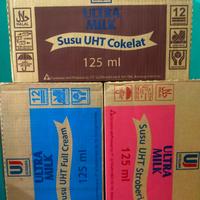 ULTRA
MILK
12
HALAL
Susu UHT Cokelat
125 ml
12
ULTRA
MILK
Susu UHT Full Cream
125 ml
ULTRA
MILK
Susu UHT Stroberi
125 ml